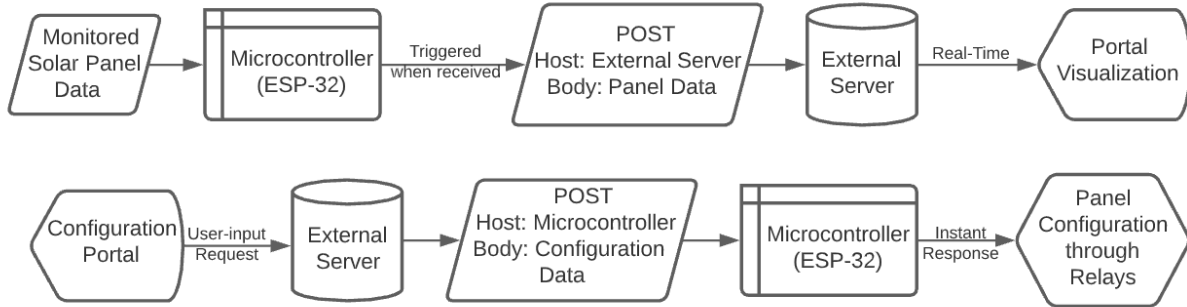 Monitored
Solar Panel
Data
Microcontroller
(ESP-32)
Triggered
when received
POST
Host: External Server
Body: Panel Data
External
Server
Real-Time
Portal
Visualization
Configuration
Portal
User-input
Request
External
Server
POST
Host: Microcontroller
Body: Configuration
Data
Microcontroller
(ESP-32)
Instant
Response
Panel
Configuration
through
Relays